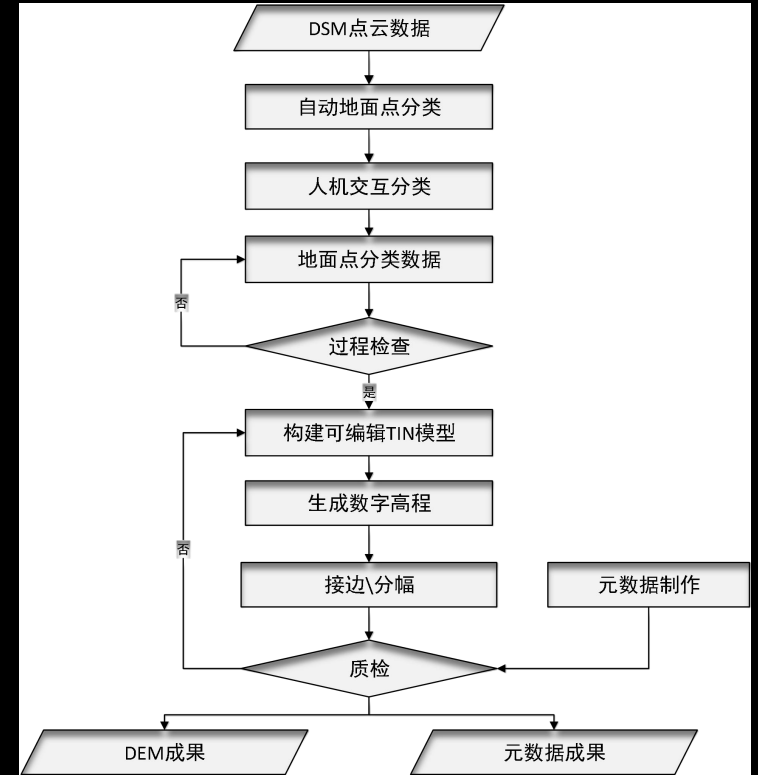 DSM点云数据
自动地面点分类
人机交互分类
地面点分类数据
否
过程检查
是
构建可编辑TIN模型
生成数字高程
否
接边\分幅
元数据制作
质检
DEM成果
元数据成果